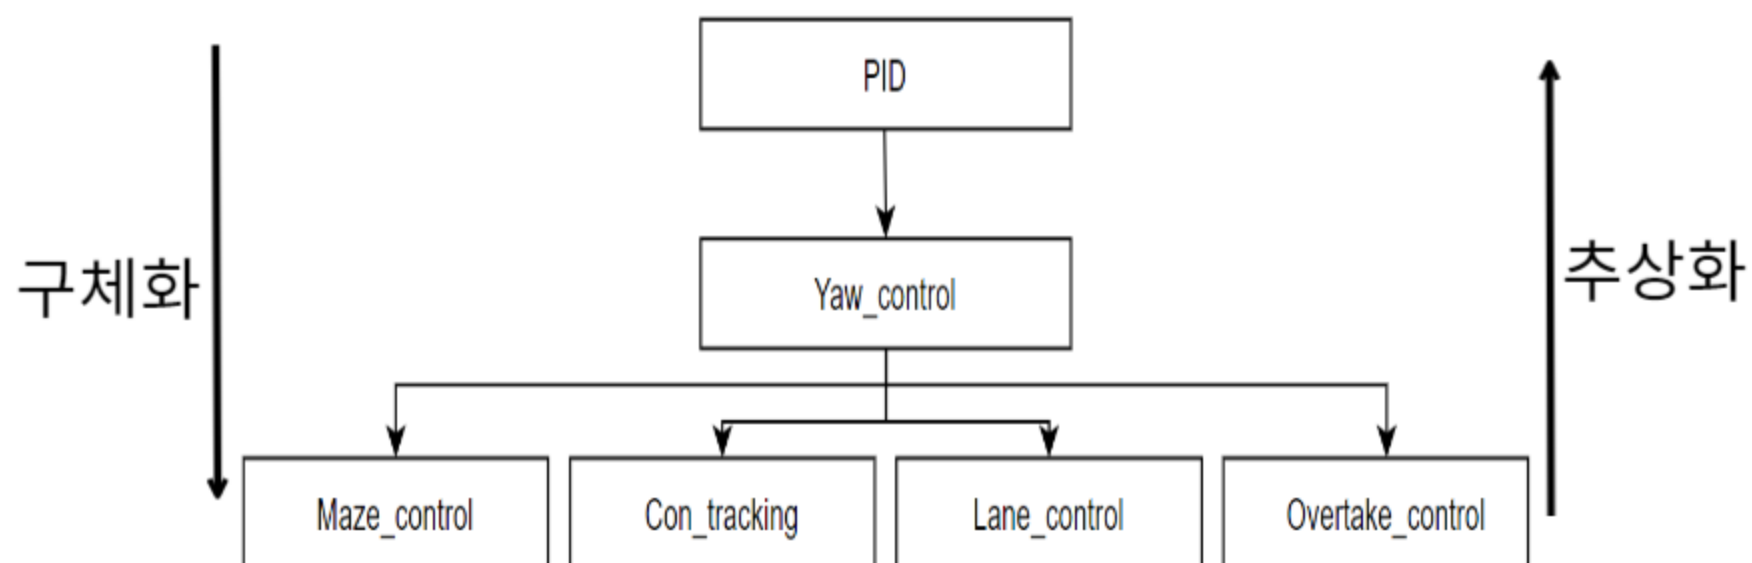 PID
구체화
Yaw_control
추상화
Maze_control
Con_tracking
Lane_control
Overtake_control